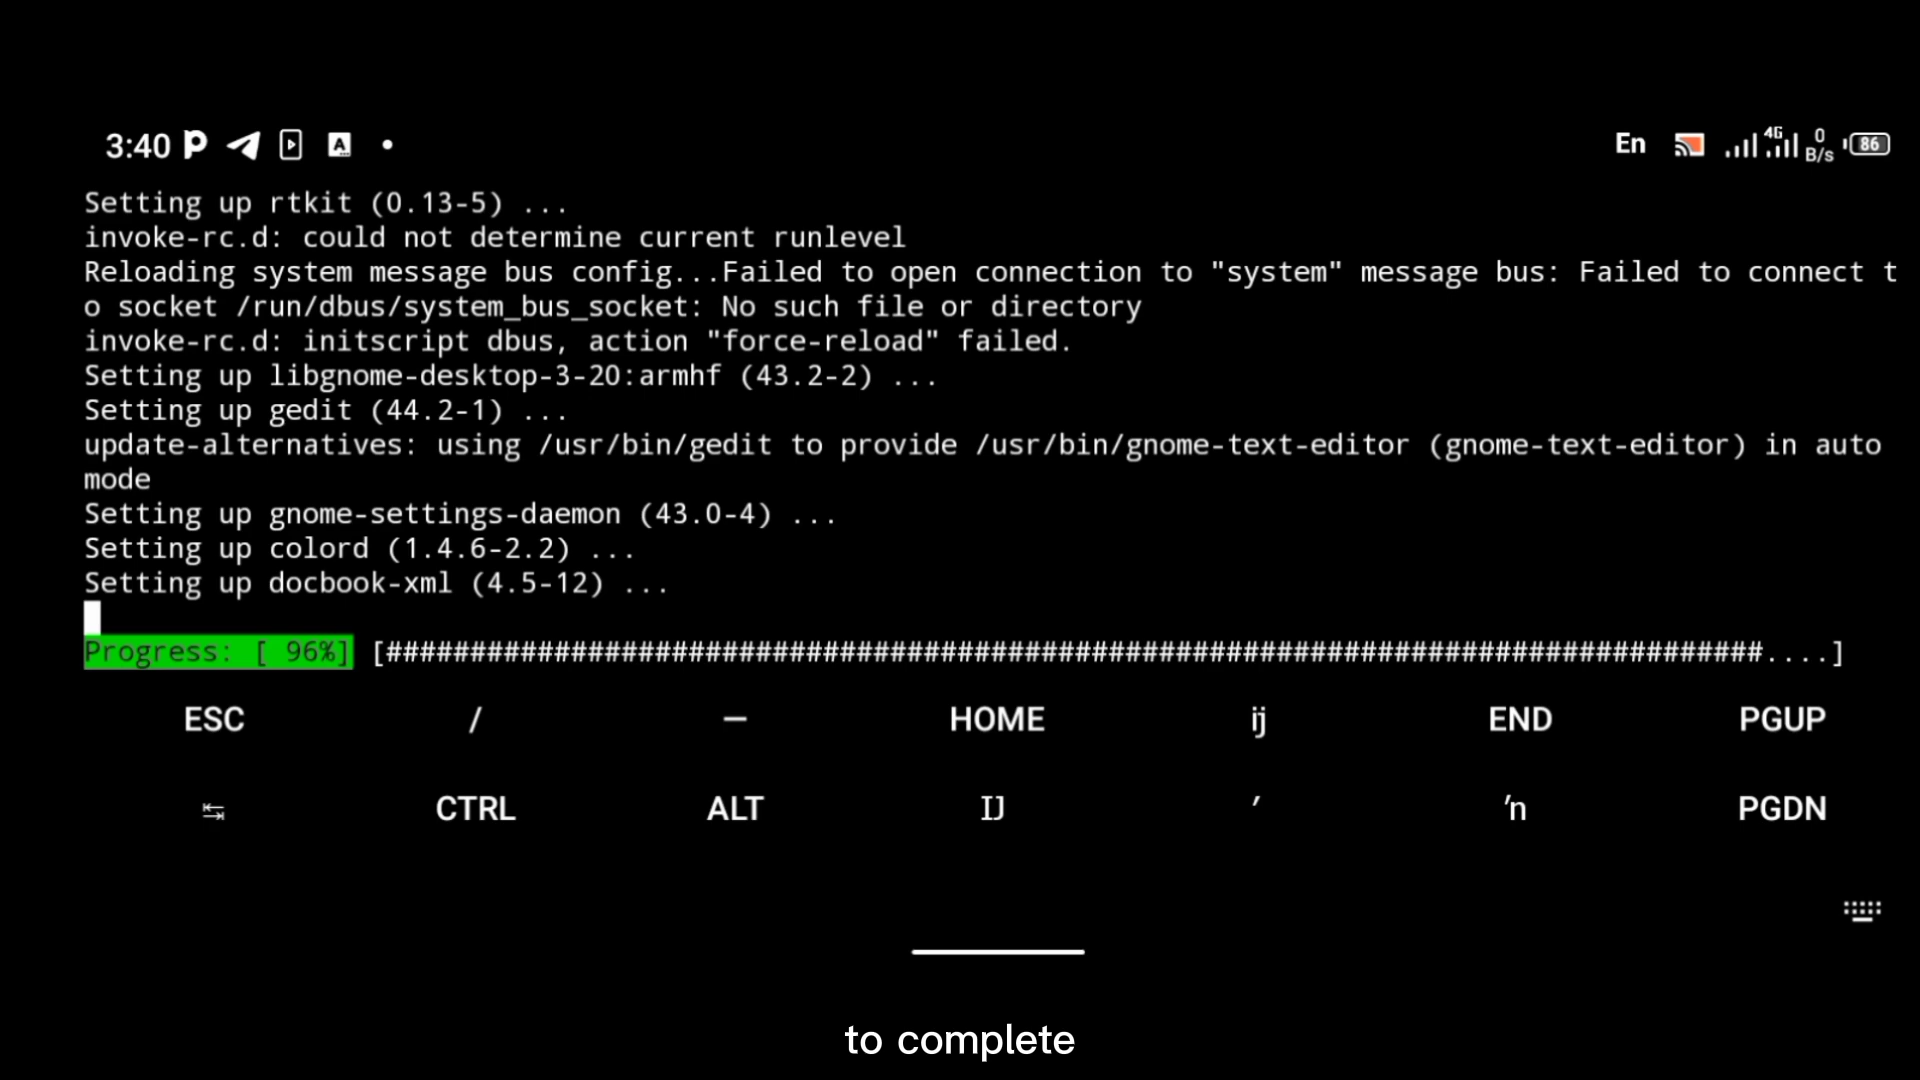 3:40 En 4G 0 B/s 86
Setting up rtkit (0.13-5) ...
invoke-rc.d: could not determine current runlevel
Reloading system message bus config...Failed to open connection to "system" message bus: Failed to connect t
o socket /run/dbus/system_bus_socket: No such file or directory
invoke-rc.d: initscript dbus, action "force-reload" failed.
Setting up libgnome-desktop-3-20:armhf (43.2-2) ...
Setting up gedit (44.2-1) ...
update-alternatives: using /usr/bin/gedit to provide /usr/bin/gnome-text-editor (gnome-text-editor) in auto
mode
Setting up gnome-settings-daemon (43.0-4) ...
Setting up colord (1.4.6-2.2) ...
Setting up docbook-xml (4.5-12) ...
Progress: [ 96%] [##################################################################################....]
ESC / — HOME ĳ END PGUP
↹ CTRL ALT Ĳ ′ ŉ PGDN
to complete